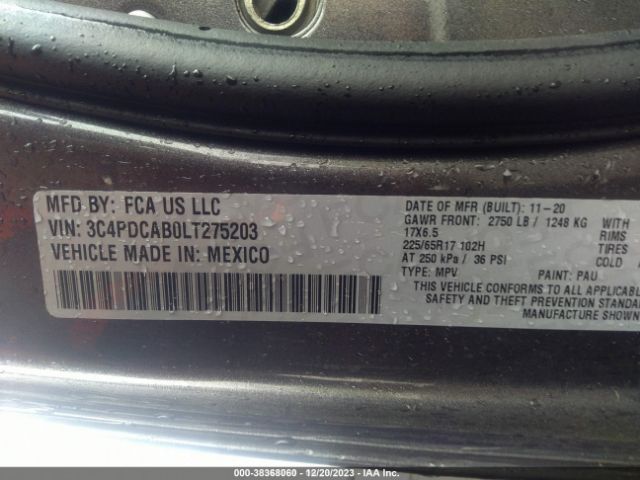 MFD BY: FCA US LLC
VIN: 3C4PDCAB0LT275203
VEHICLE MADE IN: MEXICO
DATE OF MFR (BUILT): 11-20
GAWR FRONT: 2750 LB / 1248 KG WITH
17X6.5 RIMS
225/65R17 102H TIRES
AT 250 kPa / 36 PSI COLD
TYPE: MPV PAINT: PAU
THIS VEHICLE CONFORMS TO ALL APPLICABL
SAFETY AND THEFT PREVENTION STANDA
MANUFACTURE SHOWN
000-38368060 - 12/20/2023 - IAAI.com